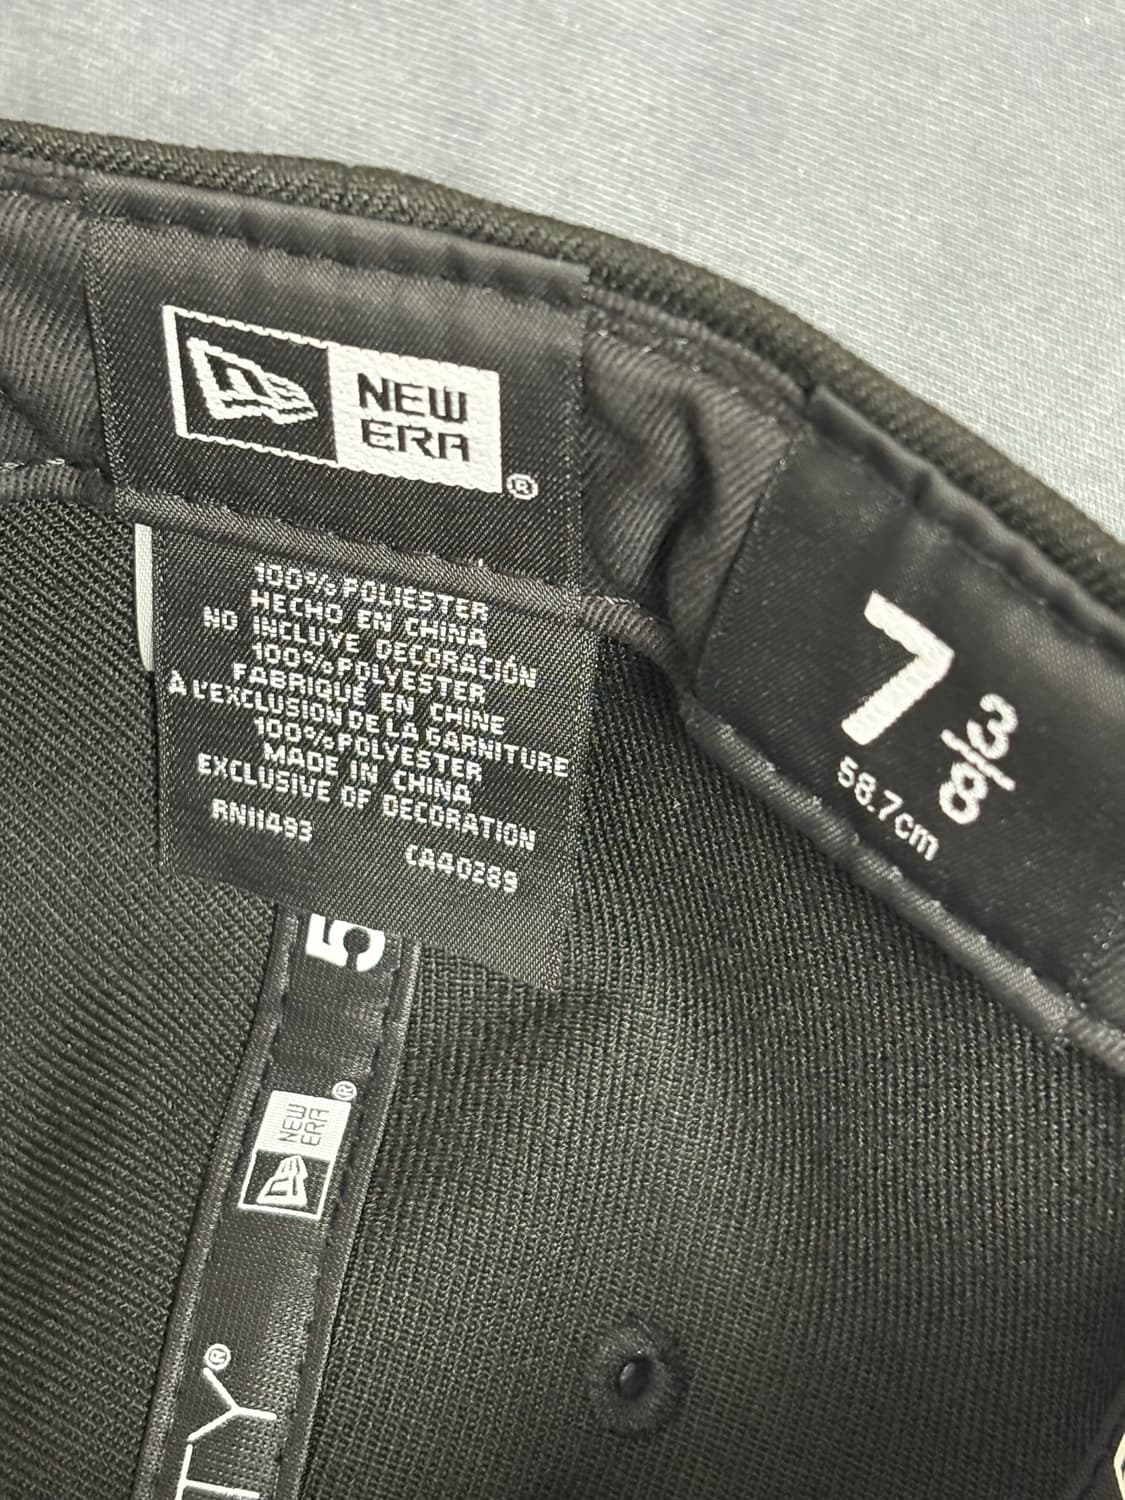 NEW
ERA®
100% POLIESTER
HECHO EN CHINA
NO INCLUYE DECORACIÓN
100% POLYESTER
FABRIQUÉ EN CHINE
À L'EXCLUSION DE LA GARNITURE
100% POLYESTER
MADE IN CHINA
EXCLUSIVE OF DECORATION
RN11493
CA40289
7 3/8
58.7cm
5
NEW
ERA®
TY®